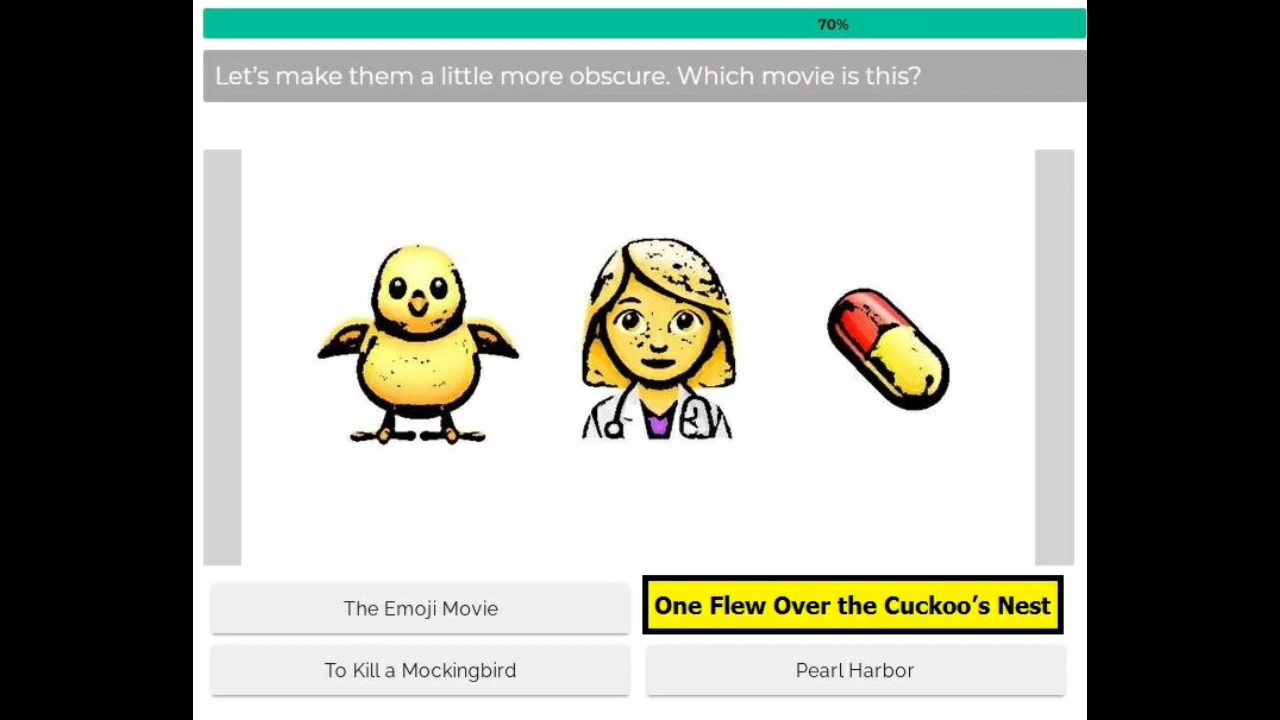 70%
Let's make them a little more obscure. Which movie is this?
The Emoji Movie
One Flew Over the Cuckoo's Nest
To Kill a Mockingbird
Pearl Harbor